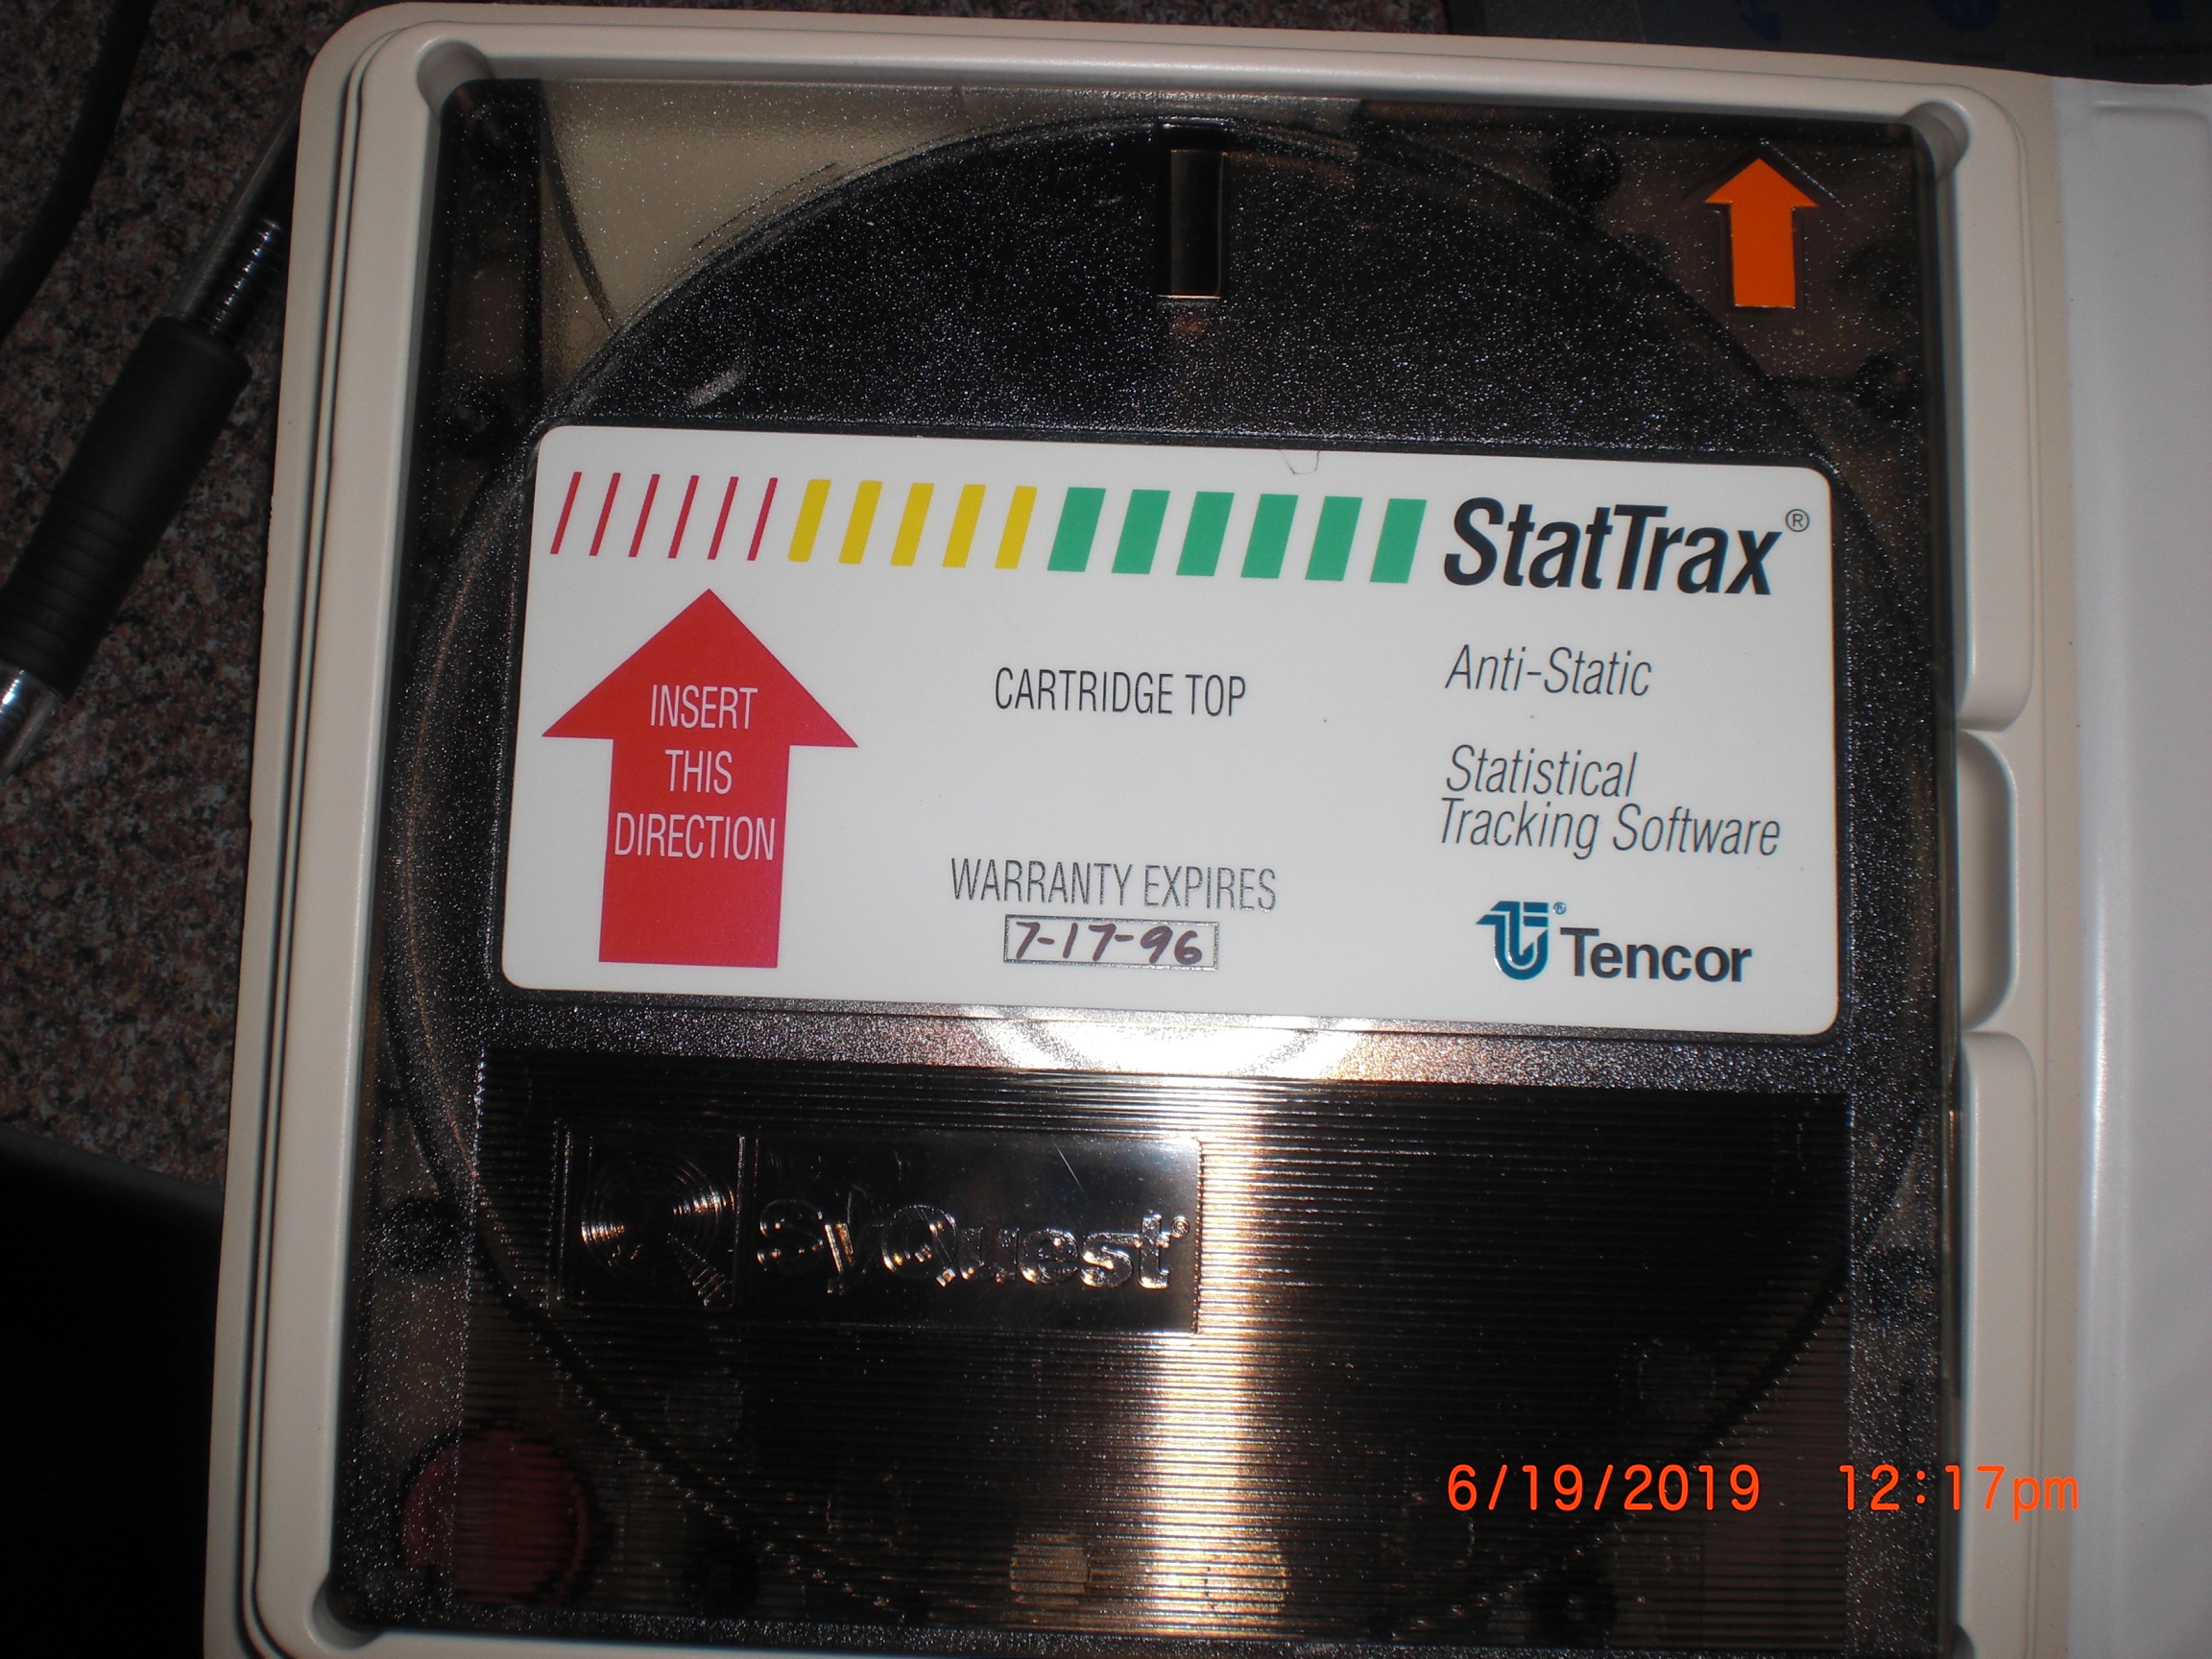 StatTrax®
INSERT
THIS
DIRECTION
CARTRIDGE TOP
WARRANTY EXPIRES
7-17-96
Anti-Static
Statistical
Tracking Software
Tencor
SyQuest®
6/19/2019 12:17pm